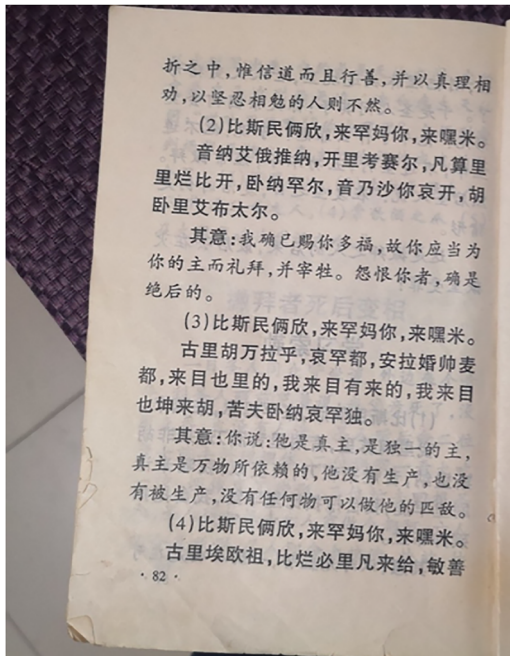 折之中，惟信道而且行善，并以真理相
劝，以坚忍相勉的人则不然。
(2)比斯民俩欣，来罕妈你，来嘿米。
音纳艾俄推纳，开里考赛尔，凡算里
里烂比开，卧纳罕尔，音乃沙你哀开，胡
卧里艾布太尔。
其意：我确已赐你多福，故你应当为
你的主而礼拜，并宰牲。怨恨你者，确是
绝后的。
(3)比斯民俩欣，来罕妈你，来嘿米。
古里胡万拉乎，哀罕都，安拉婚帅麦
都，来目也里的，我来目有来的，我来目
也坤来胡，苦夫卧纳哀罕独。
其意：你说：他是真主，是独一的主，
真主是万物所依赖的，他没有生产，也没
有被生产，没有任何物可以做他的匹敌。
(4)比斯民俩欣，来罕妈你，来嘿米。
古里埃欧祖，比烂必里凡来给，敏善
·82·